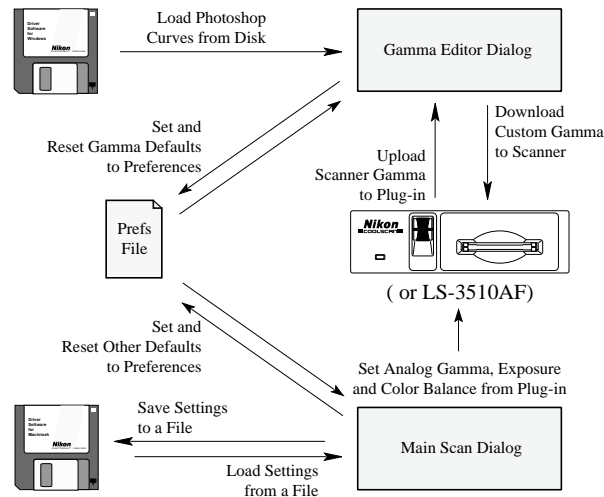 Driver
Software
for
Windows
Nikon
Load Photoshop
Curves from Disk
Gamma Editor Dialog
Set and
Reset Gamma Defaults
to Preferences
Upload
Scanner Gamma
to Plug-in
Download
Custom Gamma
to Scanner
Prefs
File
Nikon
COOLSCAN
( or LS-3510AF)
Set and
Reset Other Defaults
to Preferences
Set Analog Gamma, Exposure
and Color Balance from Plug-in
Driver
Software
for
Macintosh
Nikon
Save Settings
to a File
Main Scan Dialog
Load Settings
from a File